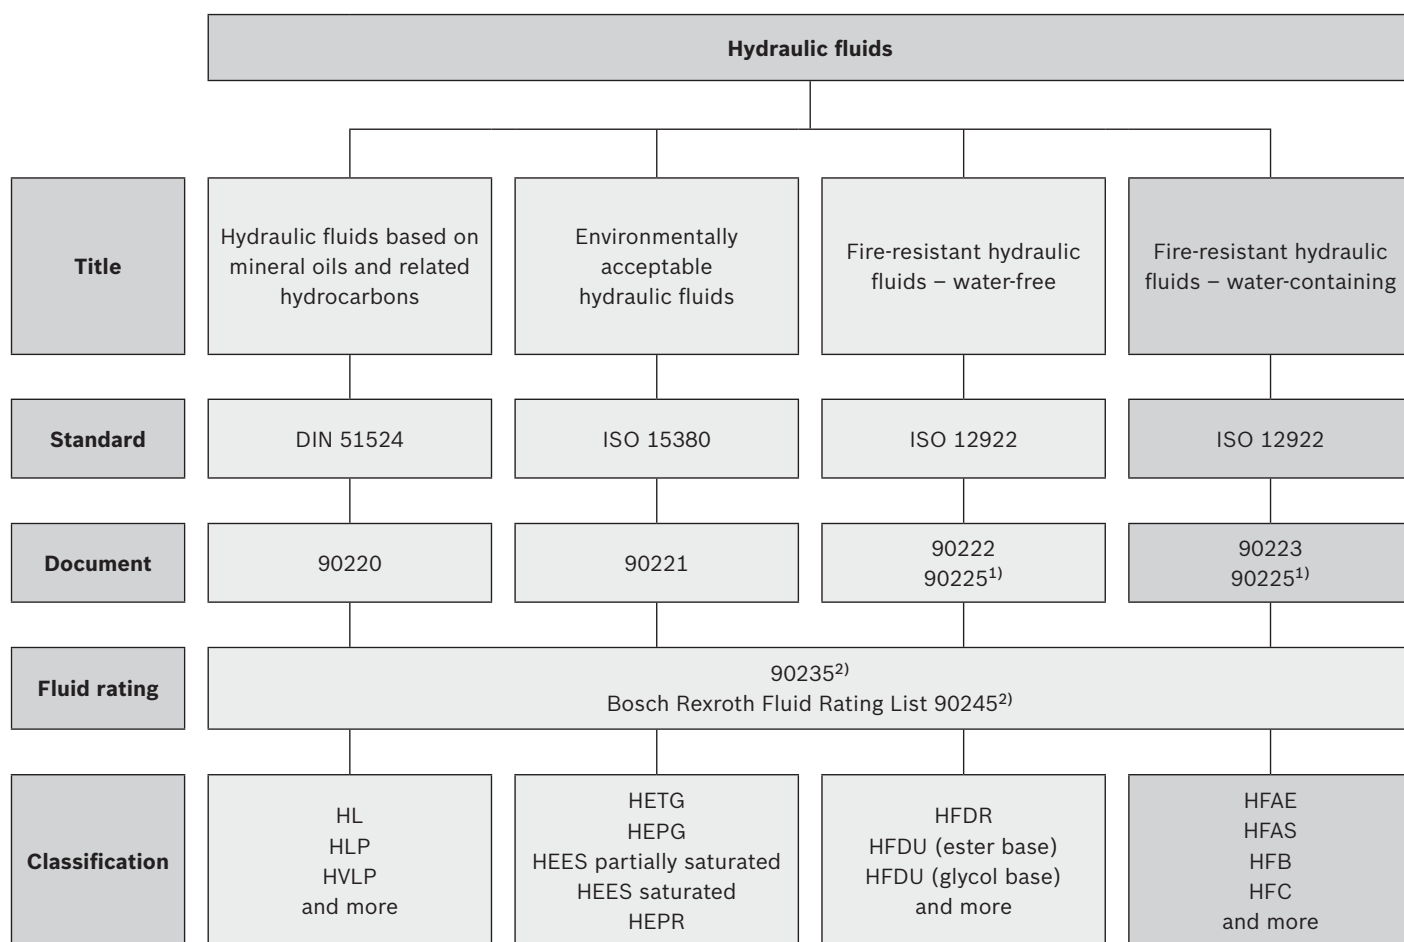 Hydraulic fluids
Title
Hydraulic fluids based on
mineral oils and related
hydrocarbons
Environmentally
acceptable
hydraulic fluids
Fire-resistant hydraulic
fluids – water-free
Fire-resistant hydraulic
fluids – water-containing
Standard
DIN 51524
ISO 15380
ISO 12922
ISO 12922
Document
90220
90221
90222
90225¹⁾
90223
90225¹⁾
Fluid rating
90235²⁾
Bosch Rexroth Fluid Rating List 90245²⁾
Classification
HL
HLP
HVLP
and more
HETG
HEPG
HEES partially saturated
HEES saturated
HEPR
HFDR
HFDU (ester base)
HFDU (glycol base)
and more
HFAE
HFAS
HFB
HFC
and more